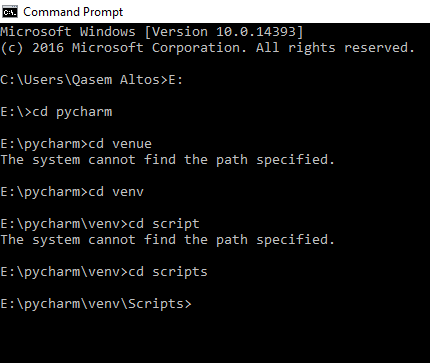 Command Prompt
Microsoft Windows [Version 10.0.14393]
(c) 2016 Microsoft Corporation. All rights reserved.
C:\Users\Qasem Altos>E:
E:\>cd pycharm
E:\pycharm>cd venue
The system cannot find the path specified.
E:\pycharm>cd venv
E:\pycharm\venv>cd script
The system cannot find the path specified.
E:\pycharm\venv>cd scripts
E:\pycharm\venv\Scripts>